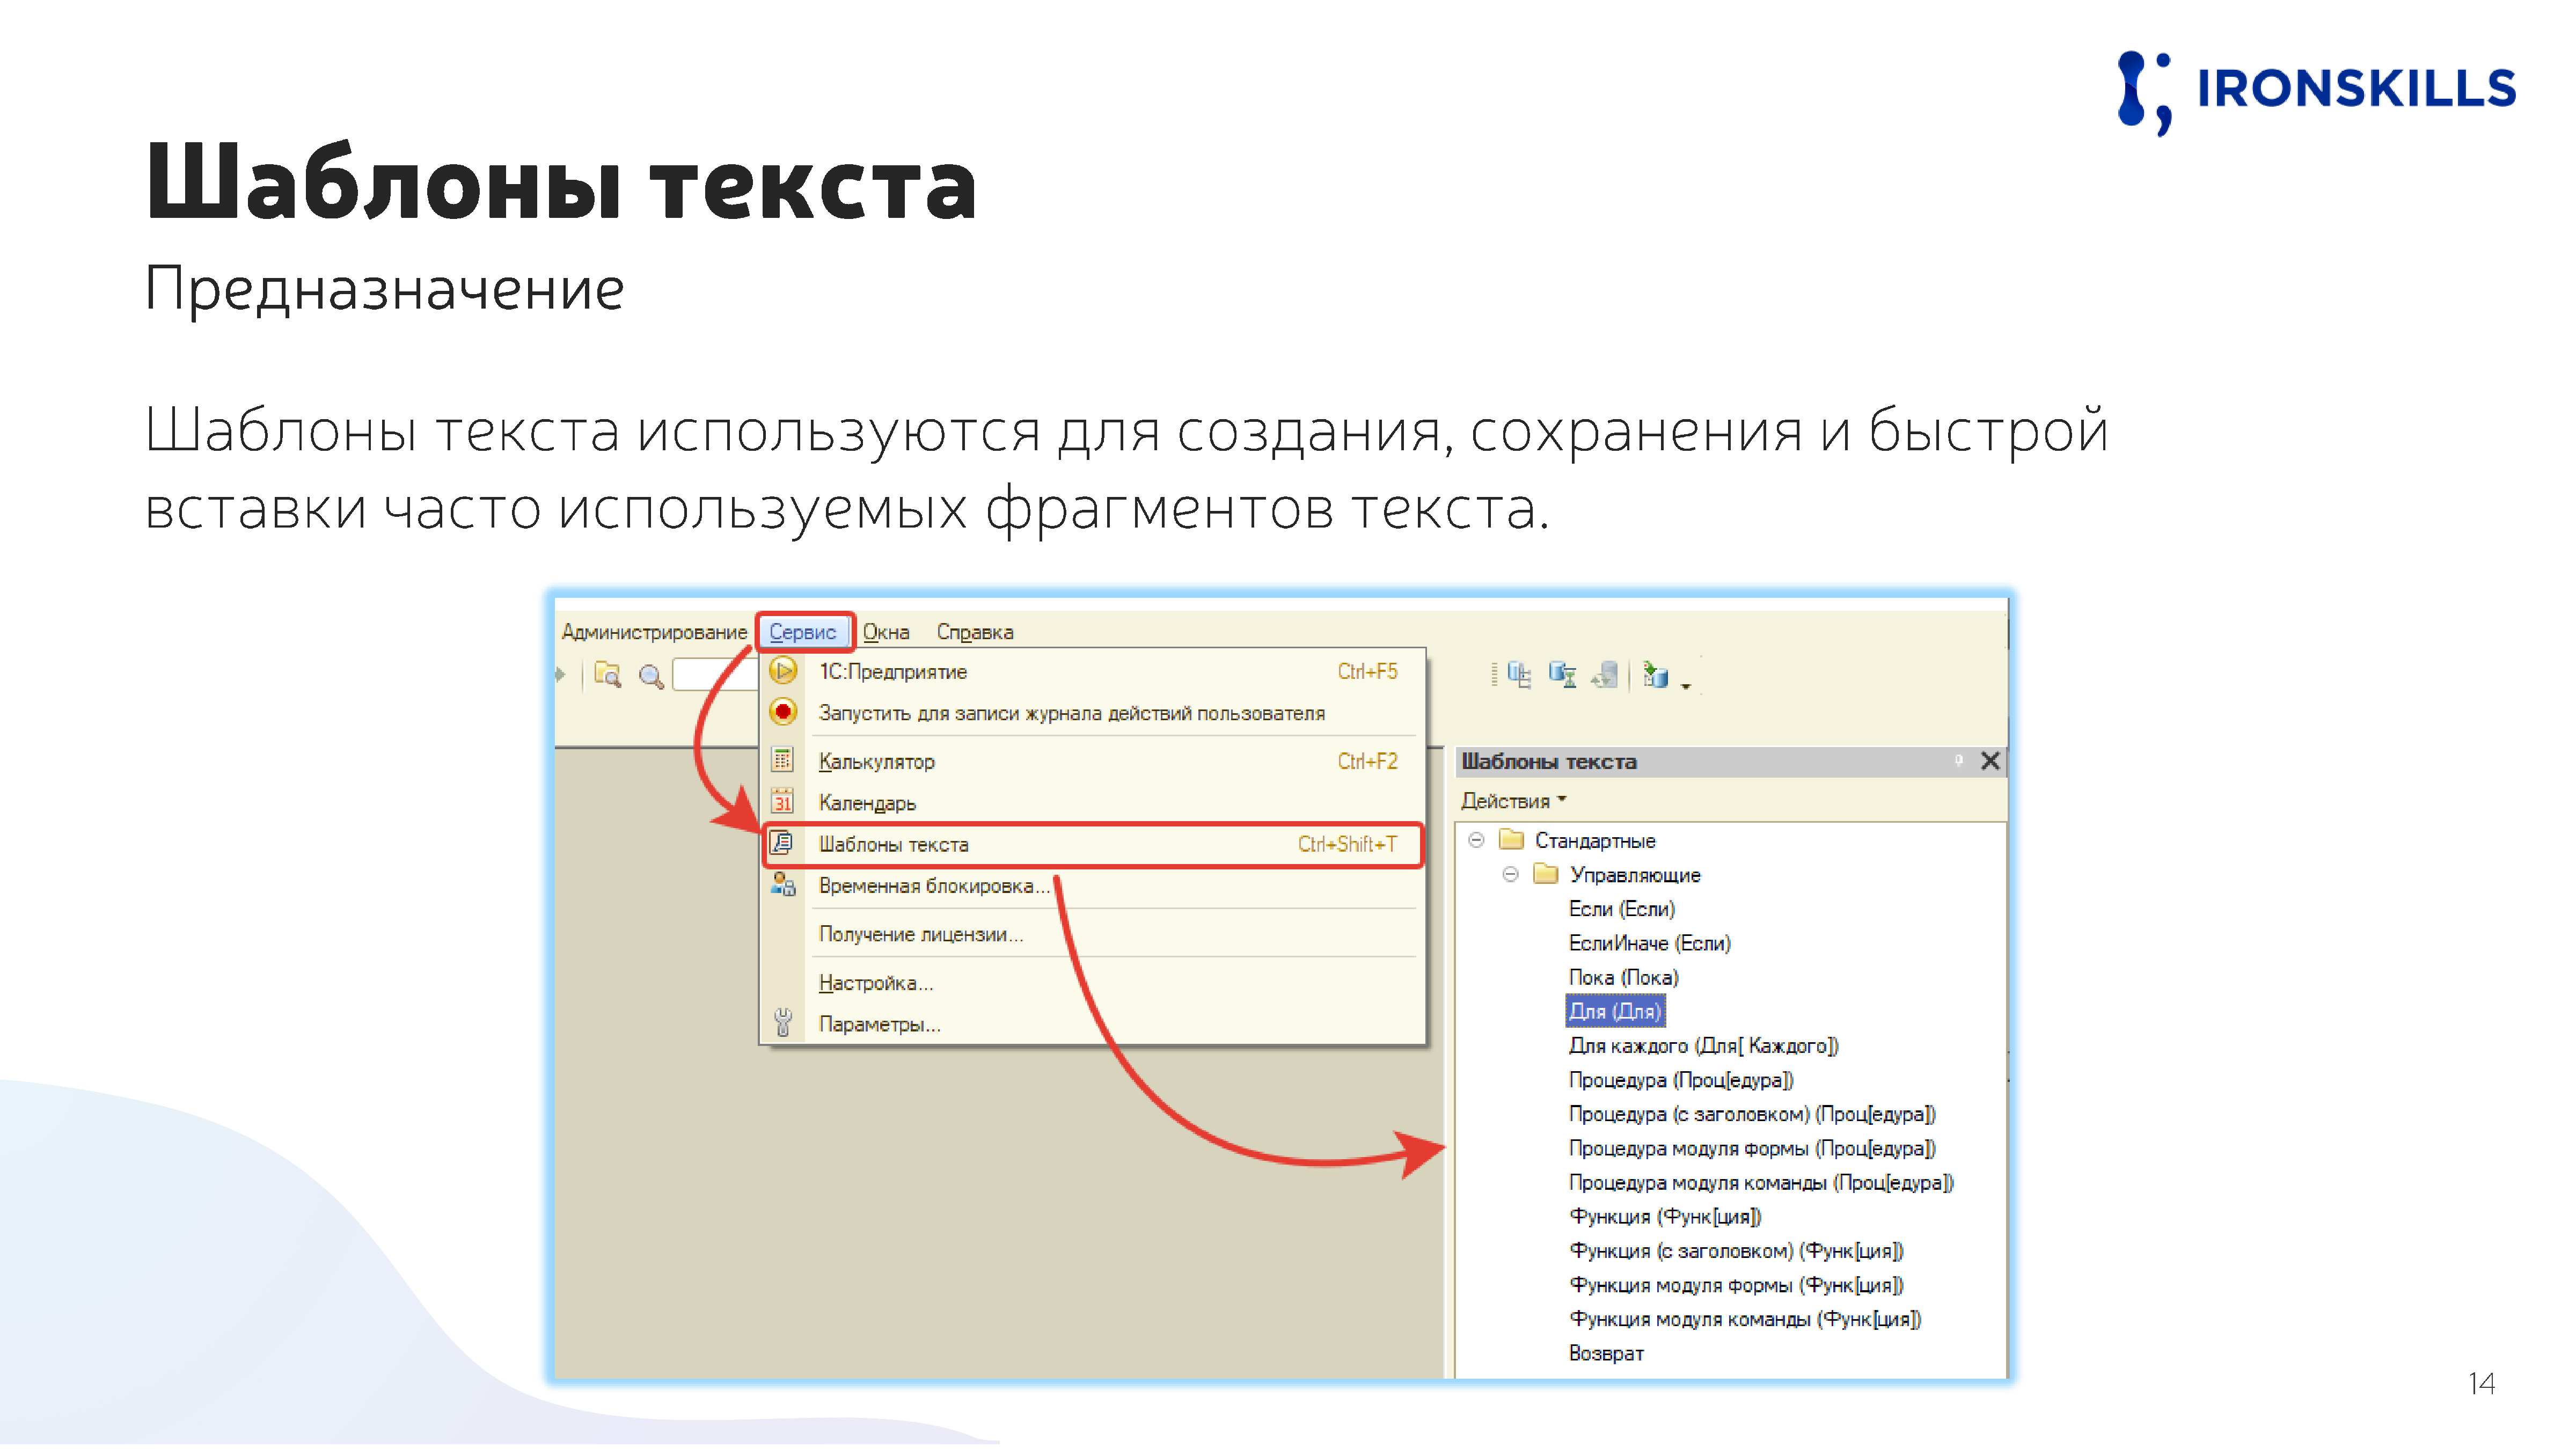 IRONSKILLS
Шаблоны текста
Предназначение
Шаблоны текста используются для создания, сохранения и быстрой
вставки часто используемых фрагментов текста.
Администрирование Сервис Окна Справка
1С:Предприятие Ctrl+F5
Запустить для записи журнала действий пользователя
Калькулятор Ctrl+F2
31 Календарь
Шаблоны текста Ctrl+Shift+T
Временная блокировка...
Получение лицензии...
Настройка...
Параметры...
Шаблоны текста
Действия
Стандартные
Управляющие
Если (Если)
ЕслиИначе (Если)
Пока (Пока)
Для (Для)
Для каждого (Для[ Каждого])
Процедура (Проц[едура])
Процедура (с заголовком) (Проц[едура])
Процедура модуля формы (Проц[едура])
Процедура модуля команды (Проц[едура])
Функция (Функ[ция])
Функция (с заголовком) (Функ[ция])
Функция модуля формы (Функ[ция])
Функция модуля команды (Функ[ция])
Возврат
14